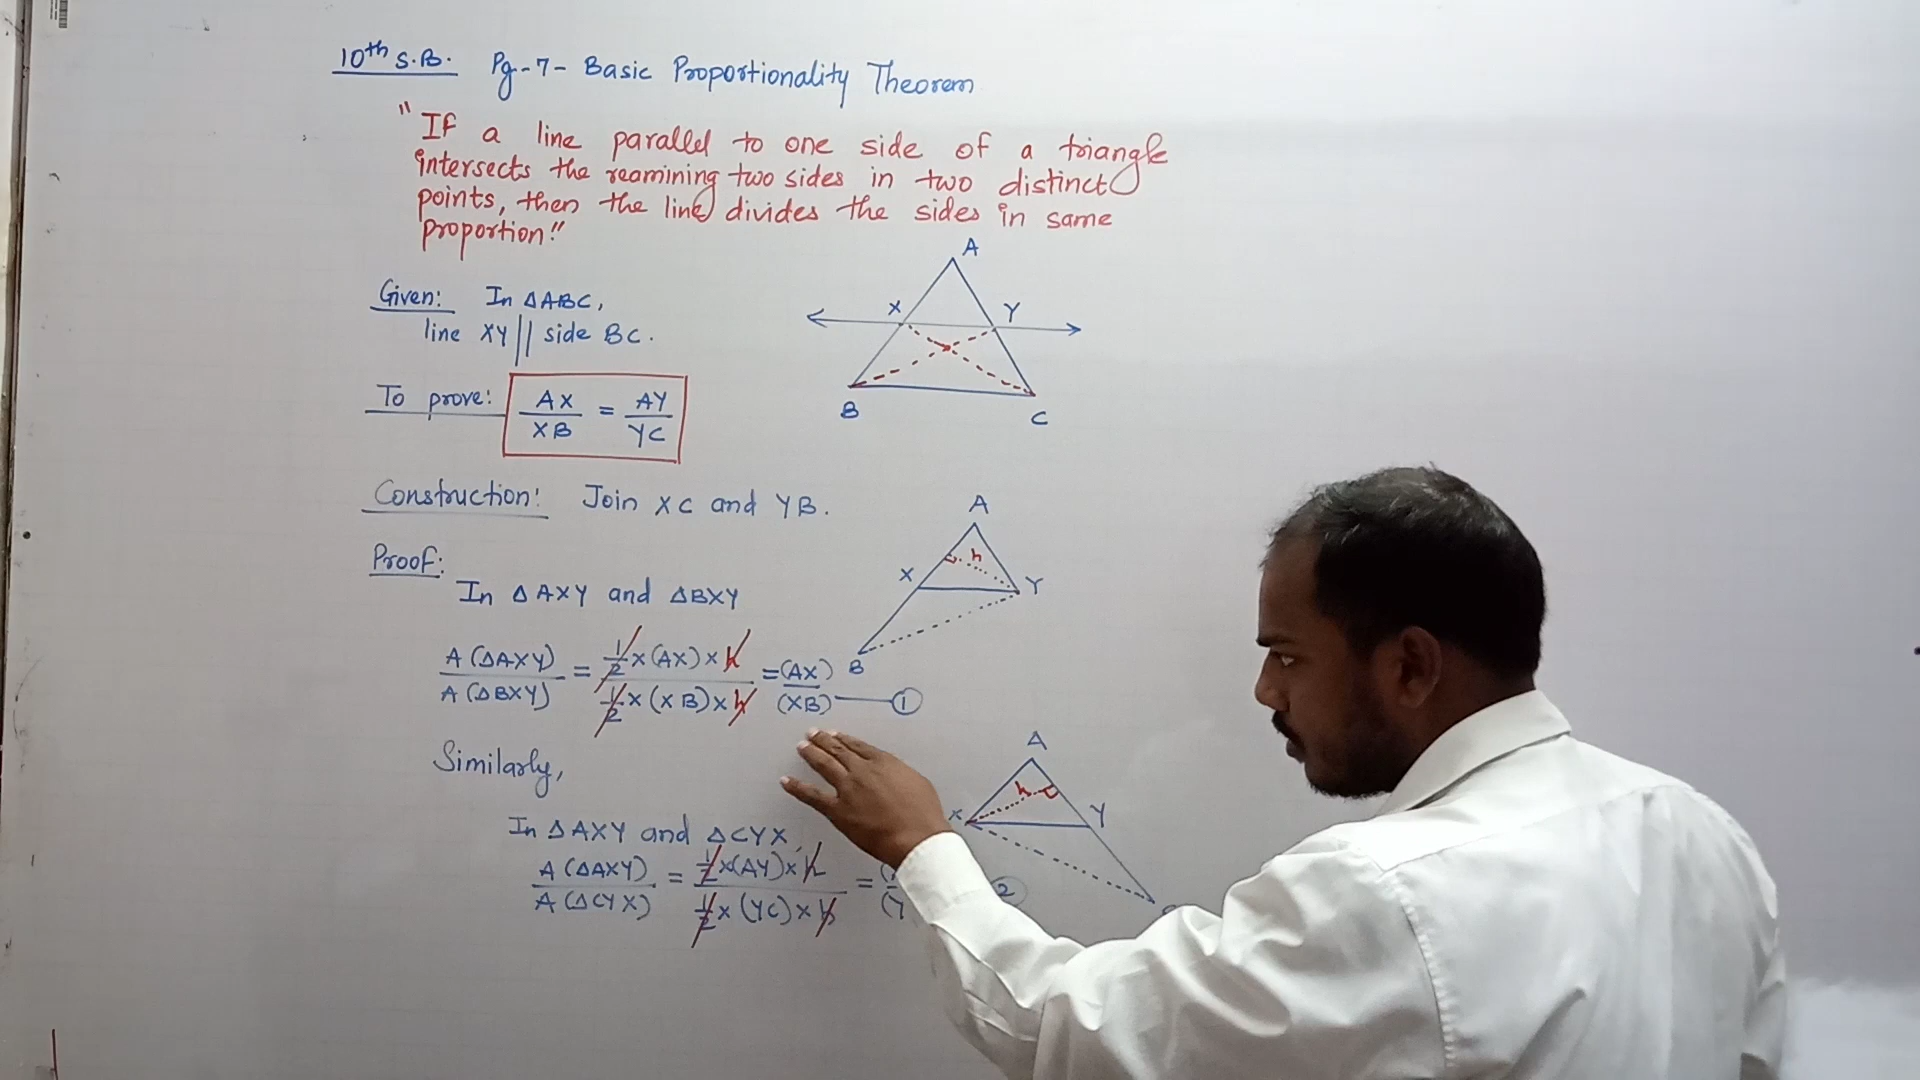 10th S.B. Pg-7- Basic Proportionality Theorem
"If a line parallel to one side of a triangle
intersects the reamining two sides in two distinct
points, then the line divides the sides in same
proportion."
Given: In ΔABC,
line XY || side BC.
To prove: AX/XB = AY/YC
A
X Y
B C
Construction: Join XC and YB.
Proof:
In ΔAXY and ΔBXY
A
h
X Y
B
A(ΔAXY)/A(ΔBXY) = 1/2×(AX)×h / 1/2×(XB)×h = (AX)/(XB) — 1
Similarly,
In ΔAXY and ΔCYX,
A
h
X Y
A(ΔAXY)/A(ΔCYX) = 1/2×(AY)×h / 1/2×(YC)×h = (Y 2